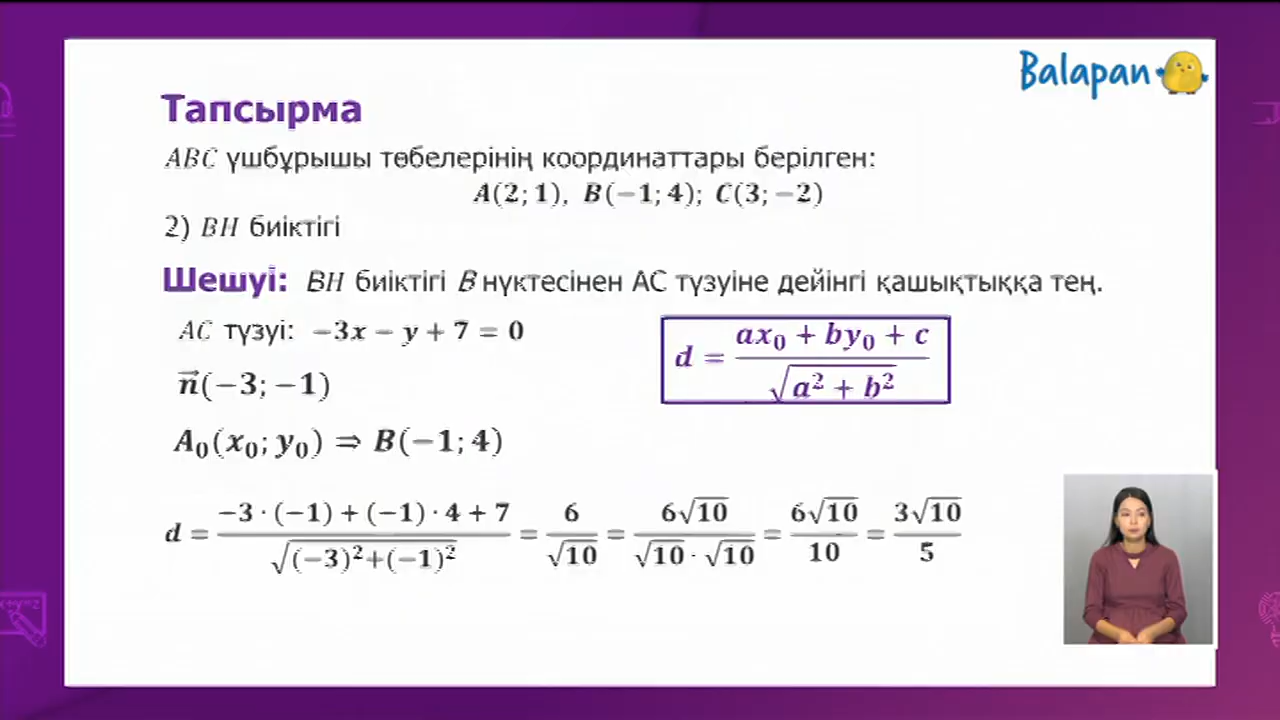 Balapan
Тапсырма
ABC үшбұрышы төбелерінің координаттары берілген:
A(2; 1), B(−1; 4); C(3; −2)
2) BH биіктігі
Шешуі: BH биіктігі B нүктесінен АС түзуіне дейінгі қашықтыққа тең.
AC түзуі: −3x − y + 7 = 0
d = (ax₀ + by₀ + c) / √(a² + b²)
n⃗(−3; −1)
A₀(x₀; y₀) ⇒ B(−1; 4)
d = (−3 · (−1) + (−1) · 4 + 7) / √((−3)²+(−1)²) = 6/√10 = 6√10 / (√10 · √10) = 6√10/10 = 3√10/5